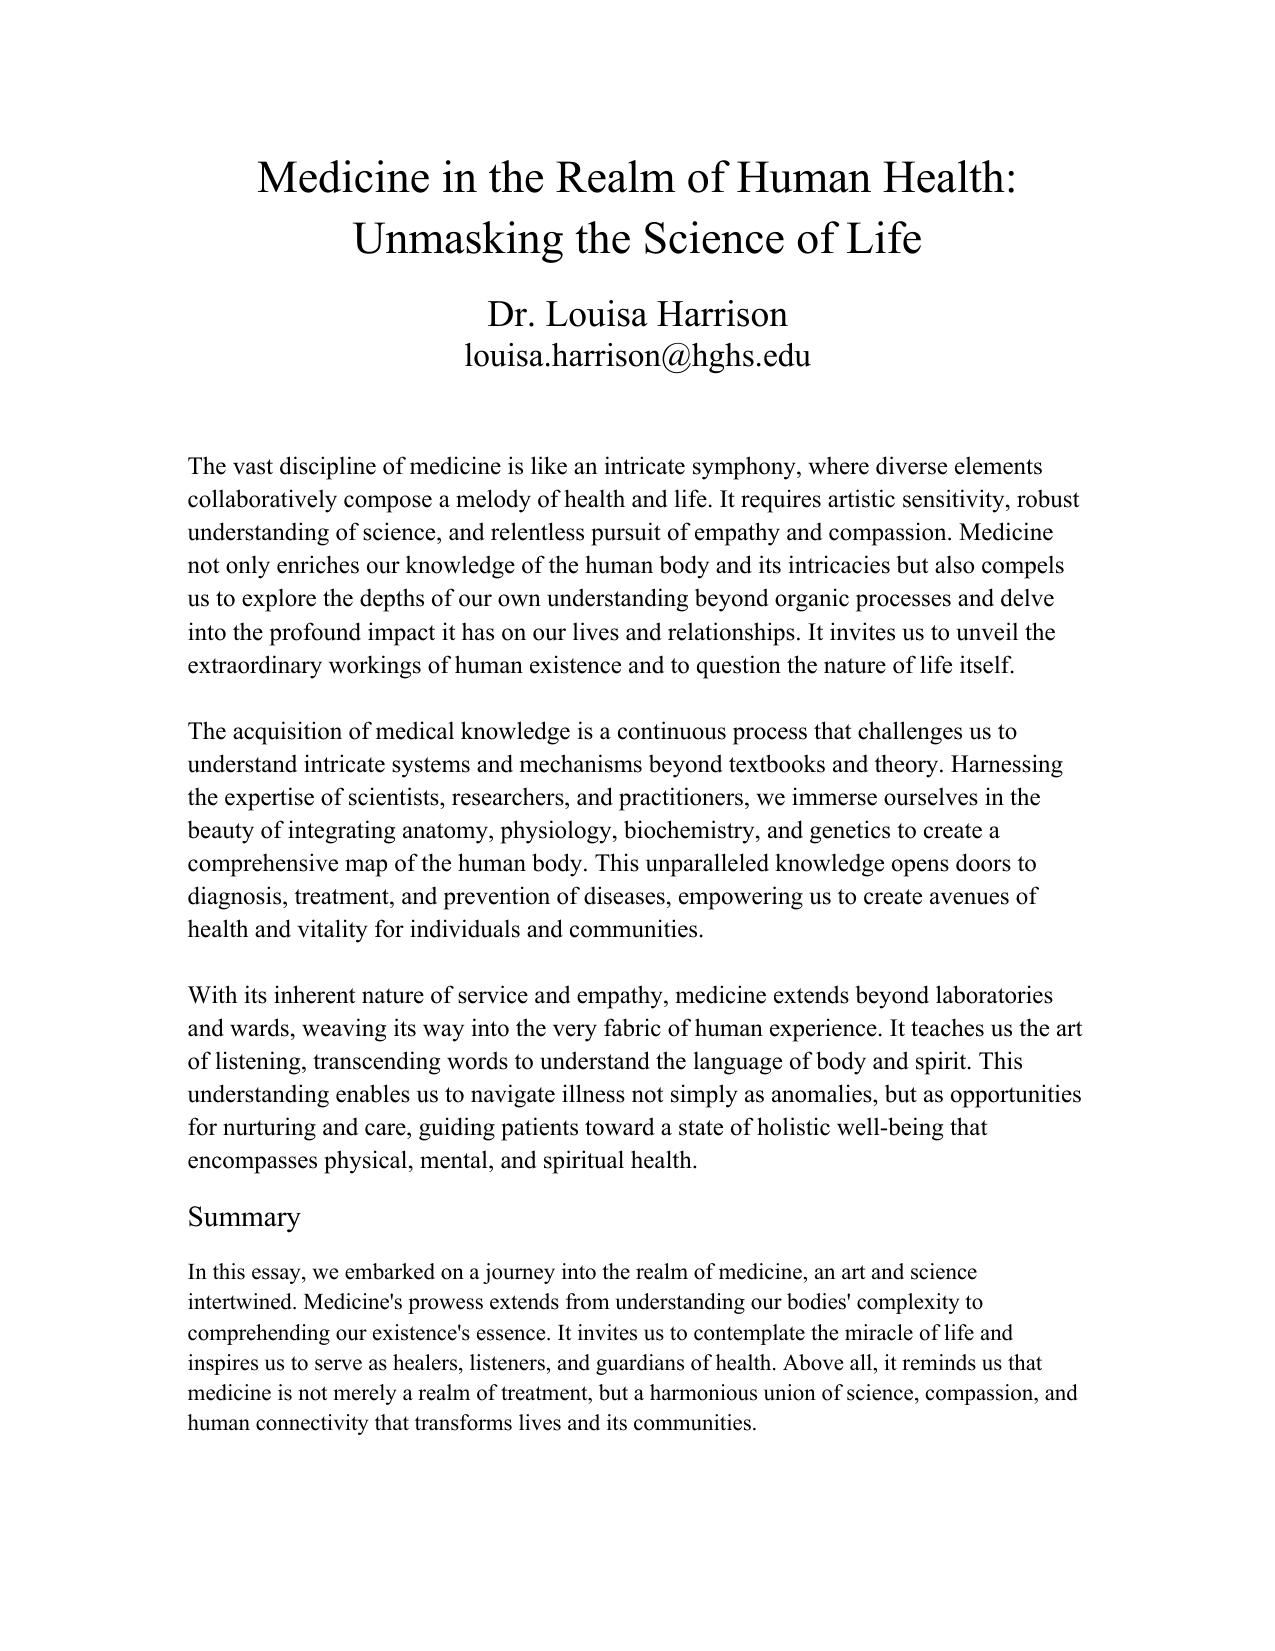 Medicine in the Realm of Human Health:
Unmasking the Science of Life
Dr. Louisa Harrison
louisa.harrison@hghs.edu
The vast discipline of medicine is like an intricate symphony, where diverse elements
collaboratively compose a melody of health and life. It requires artistic sensitivity, robust
understanding of science, and relentless pursuit of empathy and compassion. Medicine
not only enriches our knowledge of the human body and its intricacies but also compels
us to explore the depths of our own understanding beyond organic processes and delve
into the profound impact it has on our lives and relationships. It invites us to unveil the
extraordinary workings of human existence and to question the nature of life itself.
The acquisition of medical knowledge is a continuous process that challenges us to
understand intricate systems and mechanisms beyond textbooks and theory. Harnessing
the expertise of scientists, researchers, and practitioners, we immerse ourselves in the
beauty of integrating anatomy, physiology, biochemistry, and genetics to create a
comprehensive map of the human body. This unparalleled knowledge opens doors to
diagnosis, treatment, and prevention of diseases, empowering us to create avenues of
health and vitality for individuals and communities.
With its inherent nature of service and empathy, medicine extends beyond laboratories
and wards, weaving its way into the very fabric of human experience. It teaches us the art
of listening, transcending words to understand the language of body and spirit. This
understanding enables us to navigate illness not simply as anomalies, but as opportunities
for nurturing and care, guiding patients toward a state of holistic well-being that
encompasses physical, mental, and spiritual health.
Summary
In this essay, we embarked on a journey into the realm of medicine, an art and science
intertwined. Medicine's prowess extends from understanding our bodies' complexity to
comprehending our existence's essence. It invites us to contemplate the miracle of life and
inspires us to serve as healers, listeners, and guardians of health. Above all, it reminds us that
medicine is not merely a realm of treatment, but a harmonious union of science, compassion, and
human connectivity that transforms lives and its communities.